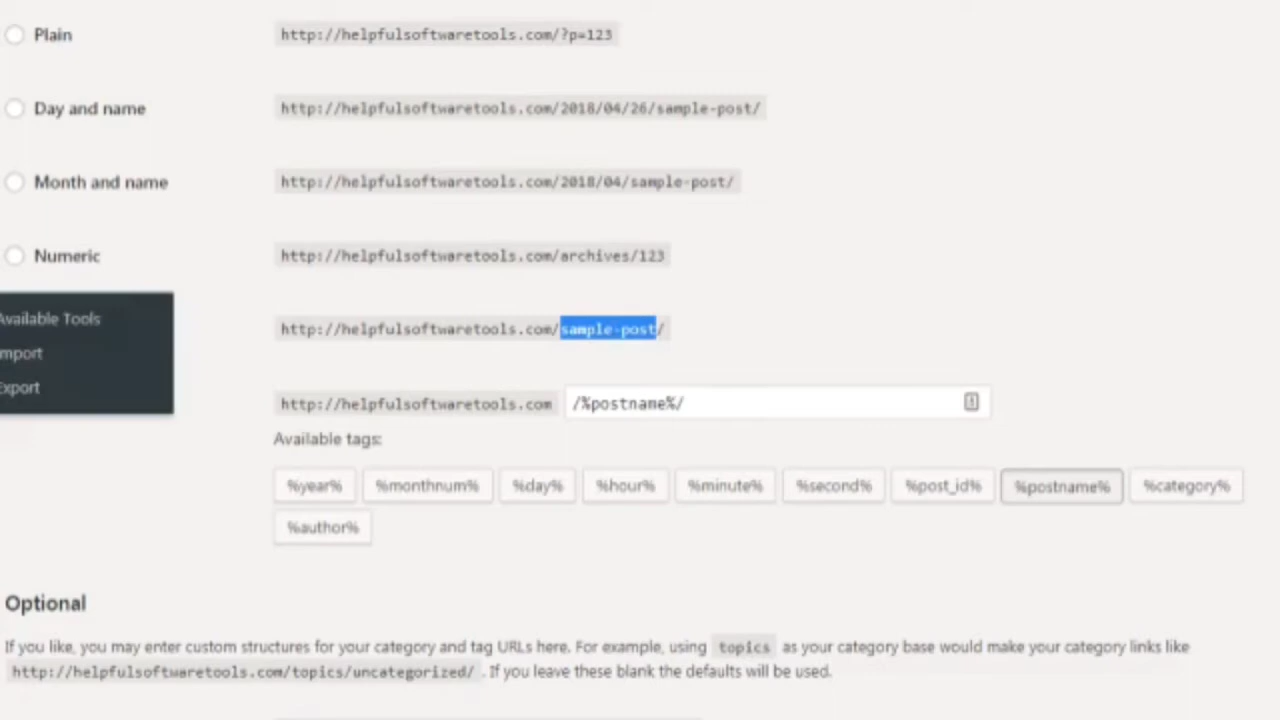 Plain http://helpfulsoftwaretools.com/?p=123
Day and name http://helpfulsoftwaretools.com/2018/04/26/sample-post/
Month and name http://helpfulsoftwaretools.com/2018/04/sample-post/
Numeric http://helpfulsoftwaretools.com/archives/123
Available Tools
http://helpfulsoftwaretools.com/sample-post/
Import
Export
http://helpfulsoftwaretools.com /%postname%/
Available tags:
%year% %monthnum% %day% %hour% %minute% %second% %post_id% %postname% %category%
%author%
Optional
If you like, you may enter custom structures for your category and tag URLs here. For example, using topics as your category base would make your category links like
http://helpfulsoftwaretools.com/topics/uncategorized/ . If you leave these blank the defaults will be used.